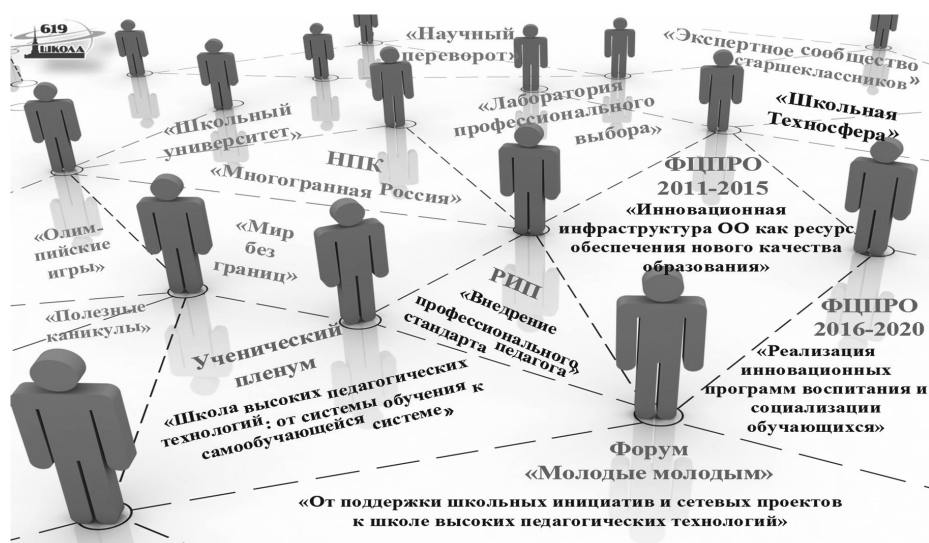 619
ШКОЛА
«Научный
переворот»
«Экспертное сообщество
старшеклассников»
«Школьный
университет»
«Лаборатория
профессионального
выбора»
«Школьная
Техносфера»
НПК
«Многогранная Россия»
ФЦПРО
2011-2015
«Инновационная
инфраструктура ОО как ресурс
обеспечения нового качества
образования»
«Олим-
пийские
игры»
«Мир
без
границ»
РИП
«Внедрение
профессионального
стандарта педагога»
ФЦПРО
2016-2020
«Реализация
инновационных
программ воспитания и
социализации
обучающихся»
«Полезные
каникулы»
Ученический
пленум
«Школа высоких педагогических
технологий: от системы обучения к
самообучающейся системе»
Форум
«Молодые молодым»
«От поддержки школьных инициатив и сетевых проектов
к школе высоких педагогических технологий»